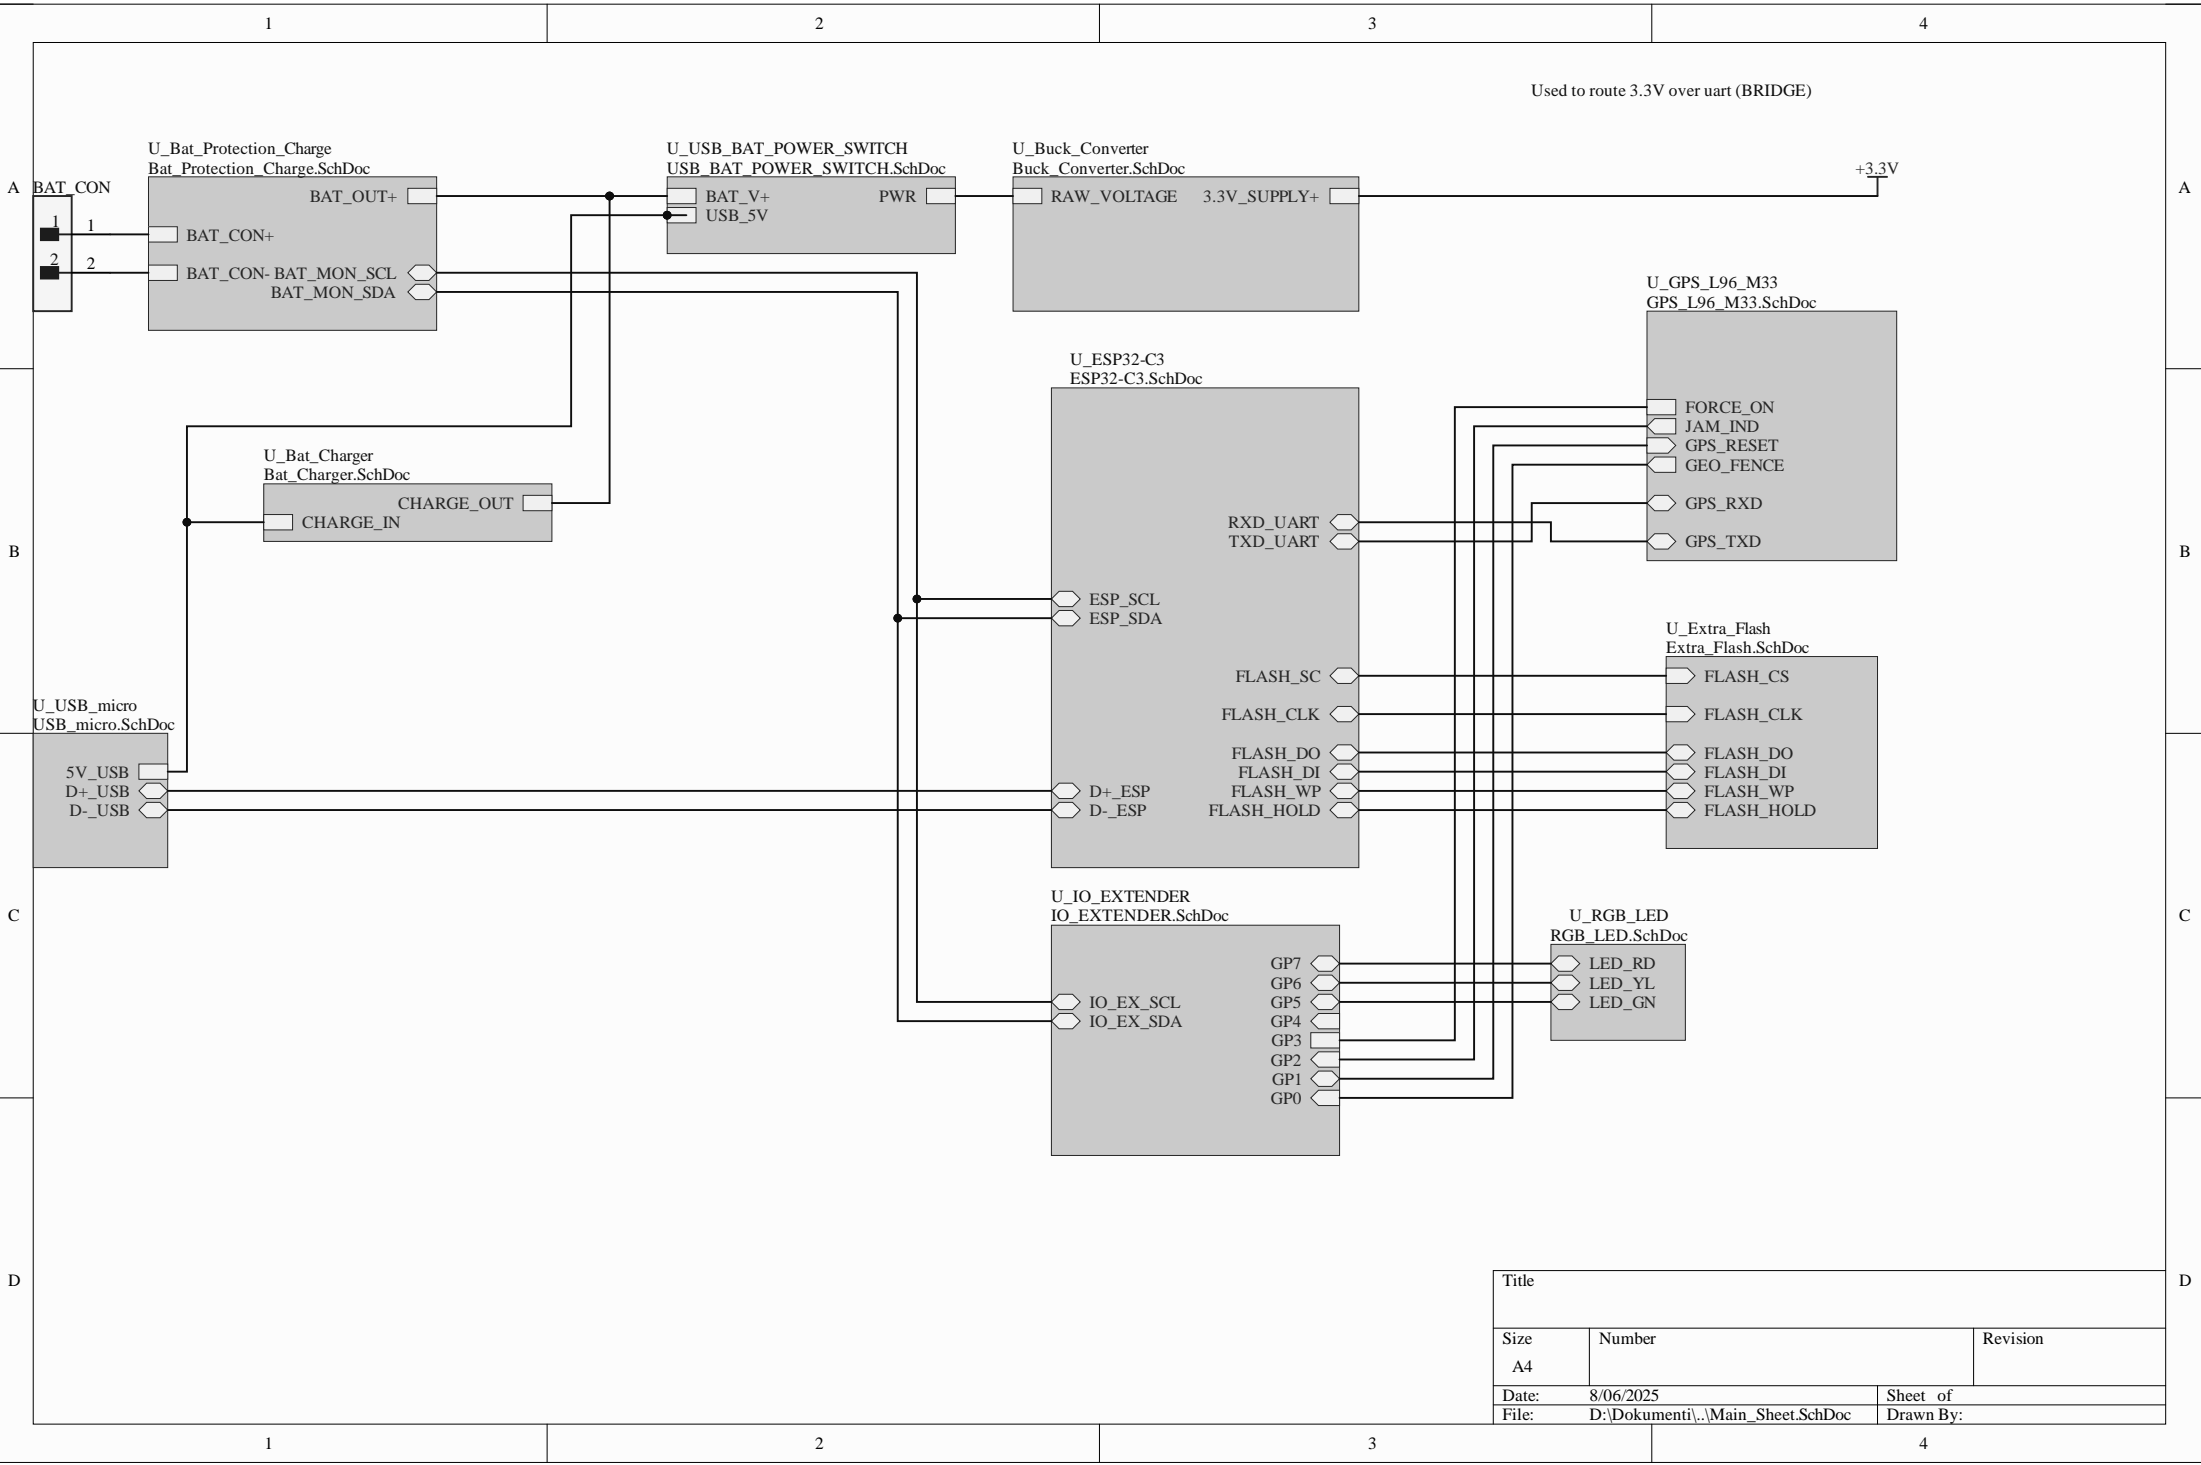 1 2 3 4
Used to route 3.3V over uart (BRIDGE)
A
A
BAT_CON
1
1
2
2
U_Bat_Protection_Charge
Bat_Protection_Charge.SchDoc
BAT_OUT+
BAT_CON+
BAT_CON- BAT_MON_SCL
BAT_MON_SDA
U_USB_BAT_POWER_SWITCH
USB_BAT_POWER_SWITCH.SchDoc
BAT_V+ PWR
USB_5V
U_Buck_Converter
Buck_Converter.SchDoc
RAW_VOLTAGE 3.3V_SUPPLY+
+3.3V
U_GPS_L96_M33
GPS_L96_M33.SchDoc
FORCE_ON
JAM_IND
GPS_RESET
GEO_FENCE
GPS_RXD
GPS_TXD
U_ESP32-C3
ESP32-C3.SchDoc
RXD_UART
TXD_UART
ESP_SCL
ESP_SDA
FLASH_SC
FLASH_CLK
FLASH_DO
FLASH_DI
D+_ESP FLASH_WP
D-_ESP FLASH_HOLD
U_Bat_Charger
Bat_Charger.SchDoc
CHARGE_OUT
CHARGE_IN
B
B
U_Extra_Flash
Extra_Flash.SchDoc
FLASH_CS
FLASH_CLK
FLASH_DO
FLASH_DI
FLASH_WP
FLASH_HOLD
U_USB_micro
USB_micro.SchDoc
5V_USB
D+_USB
D-_USB
C
C
U_IO_EXTENDER
IO_EXTENDER.SchDoc
GP7
GP6
IO_EX_SCL GP5
IO_EX_SDA GP4
GP3
GP2
GP1
GP0
U_RGB_LED
RGB_LED.SchDoc
LED_RD
LED_YL
LED_GN
D
D
Title
Size Number Revision
A4
Date: 8/06/2025 Sheet of
File: D:\Dokumenti\..\Main_Sheet.SchDoc Drawn By:
1 2 3 4